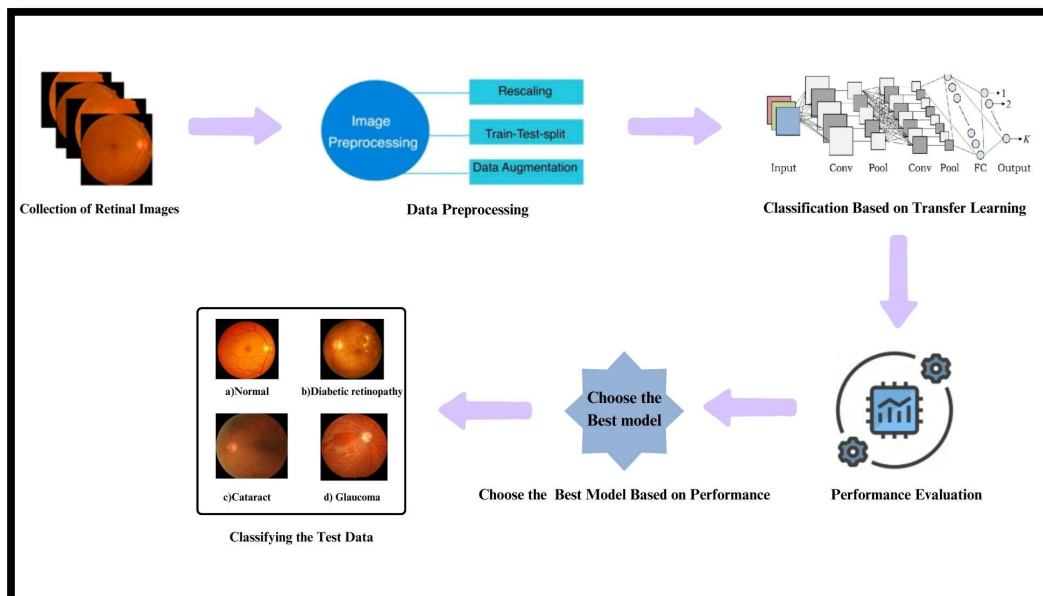 Collection of Retinal Images
Image
Preprocessing
Rescaling
Train-Test-split
Data Augmentation
Data Preprocessing
1
2
K
Input
Conv
Pool
Conv
Pool
FC
Output
Classification Based on Transfer Learning
a)Normal
b)Diabetic retinopathy
c)Cataract
d) Glaucoma
Classifying the Test Data
Choose the
Best model
Choose the Best Model Based on Performance
Performance Evaluation